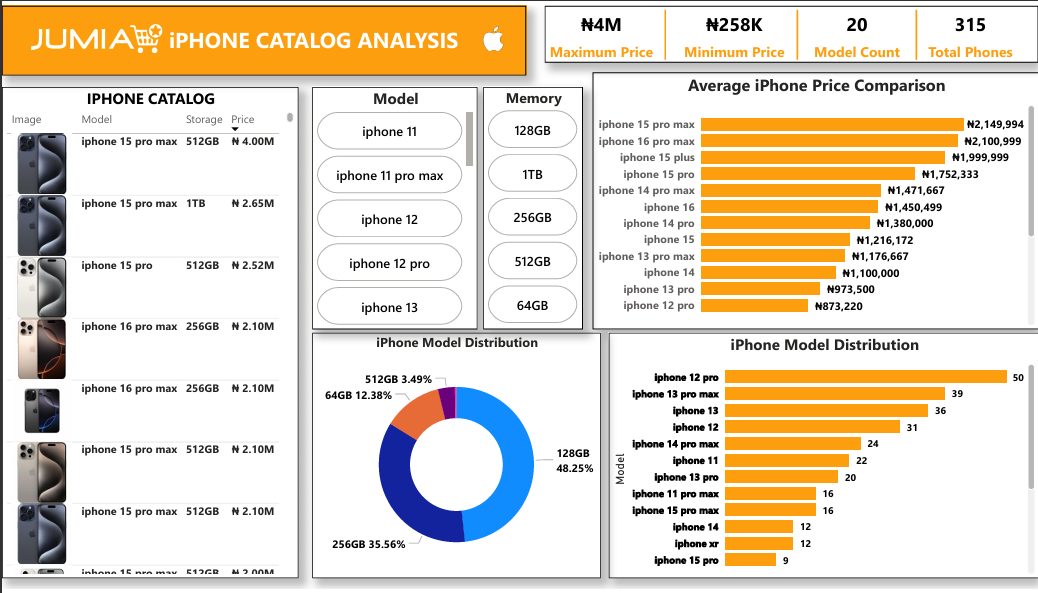 JUMIA iPHONE CATALOG ANALYSIS
₦4M
Maximum Price
₦258K
Minimum Price
20
Model Count
315
Total Phones
IPHONE CATALOG
Image Model Storage Price
iphone 15 pro max 512GB ₦ 4.00M
iphone 15 pro max 1TB ₦ 2.65M
iphone 15 pro 512GB ₦ 2.52M
iphone 16 pro max 256GB ₦ 2.10M
iphone 16 pro max 256GB ₦ 2.10M
iphone 15 pro max 512GB ₦ 2.10M
iphone 15 pro max 512GB ₦ 2.10M
iphone 15 pro max 512GB ₦ 2.00M
Model
iphone 11
iphone 11 pro max
iphone 12
iphone 12 pro
iphone 13
Memory
128GB
1TB
256GB
512GB
64GB
Average iPhone Price Comparison
iphone 15 pro max ₦2,149,994
iphone 16 pro max ₦2,100,999
iphone 15 plus ₦1,999,999
iphone 15 pro ₦1,752,333
iphone 14 pro max ₦1,471,667
iphone 16 ₦1,450,499
iphone 14 pro ₦1,380,000
iphone 15 ₦1,216,172
iphone 13 pro max ₦1,176,667
iphone 14 ₦1,100,000
iphone 13 pro ₦973,500
iphone 12 pro ₦873,220
iPhone Model Distribution
512GB 3.49%
64GB 12.38%
128GB
48.25%
256GB 35.56%
iPhone Model Distribution
Model
iphone 12 pro 50
iphone 13 pro max 39
iphone 13 36
iphone 12 31
iphone 14 pro max 24
iphone 11 22
iphone 13 pro 20
iphone 11 pro max 16
iphone 15 pro max 16
iphone 14 12
iphone xr 12
iphone 15 pro 9